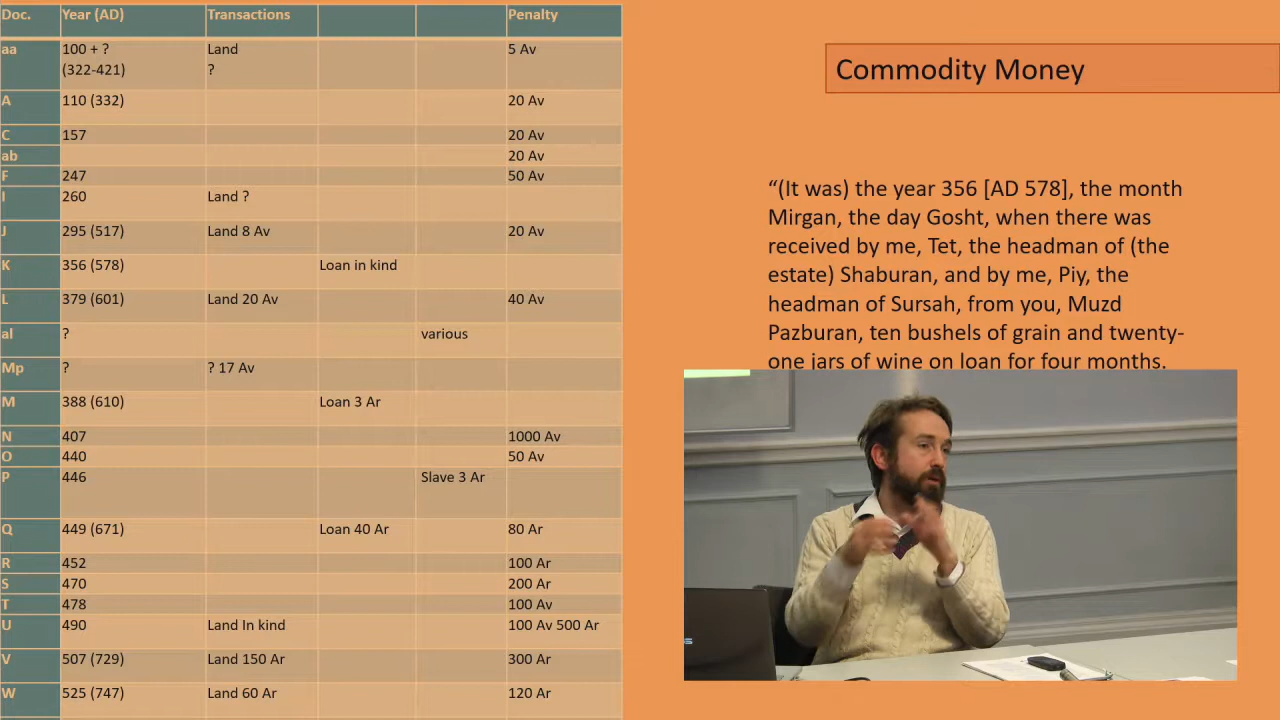 Doc. Year (AD) Transactions Penalty
aa 100 + ? Land 5 Av
(322-421) ?
A 110 (332) 20 Av
C 157 20 Av
ab 20 Av
F 247 50 Av
I 260 Land ?
J 295 (517) Land 8 Av 20 Av
K 356 (578) Loan in kind
L 379 (601) Land 20 Av 40 Av
al ? various
Mp ? ? 17 Av
M 388 (610) Loan 3 Ar
N 407 1000 Av
O 440 50 Av
P 446 Slave 3 Ar
Q 449 (671) Loan 40 Ar 80 Ar
R 452 100 Ar
S 470 200 Ar
T 478 100 Av
U 490 Land In kind 100 Av 500 Ar
V 507 (729) Land 150 Ar 300 Ar
W 525 (747) Land 60 Ar 120 Ar
Commodity Money
“(It was) the year 356 [AD 578], the month
Mirgan, the day Gosht, when there was
received by me, Tet, the headman of (the
estate) Shaburan, and by me, Piy, the
headman of Sursah, from you, Muzd
Pazburan, ten bushels of grain and twenty-
one jars of wine on loan for four months.